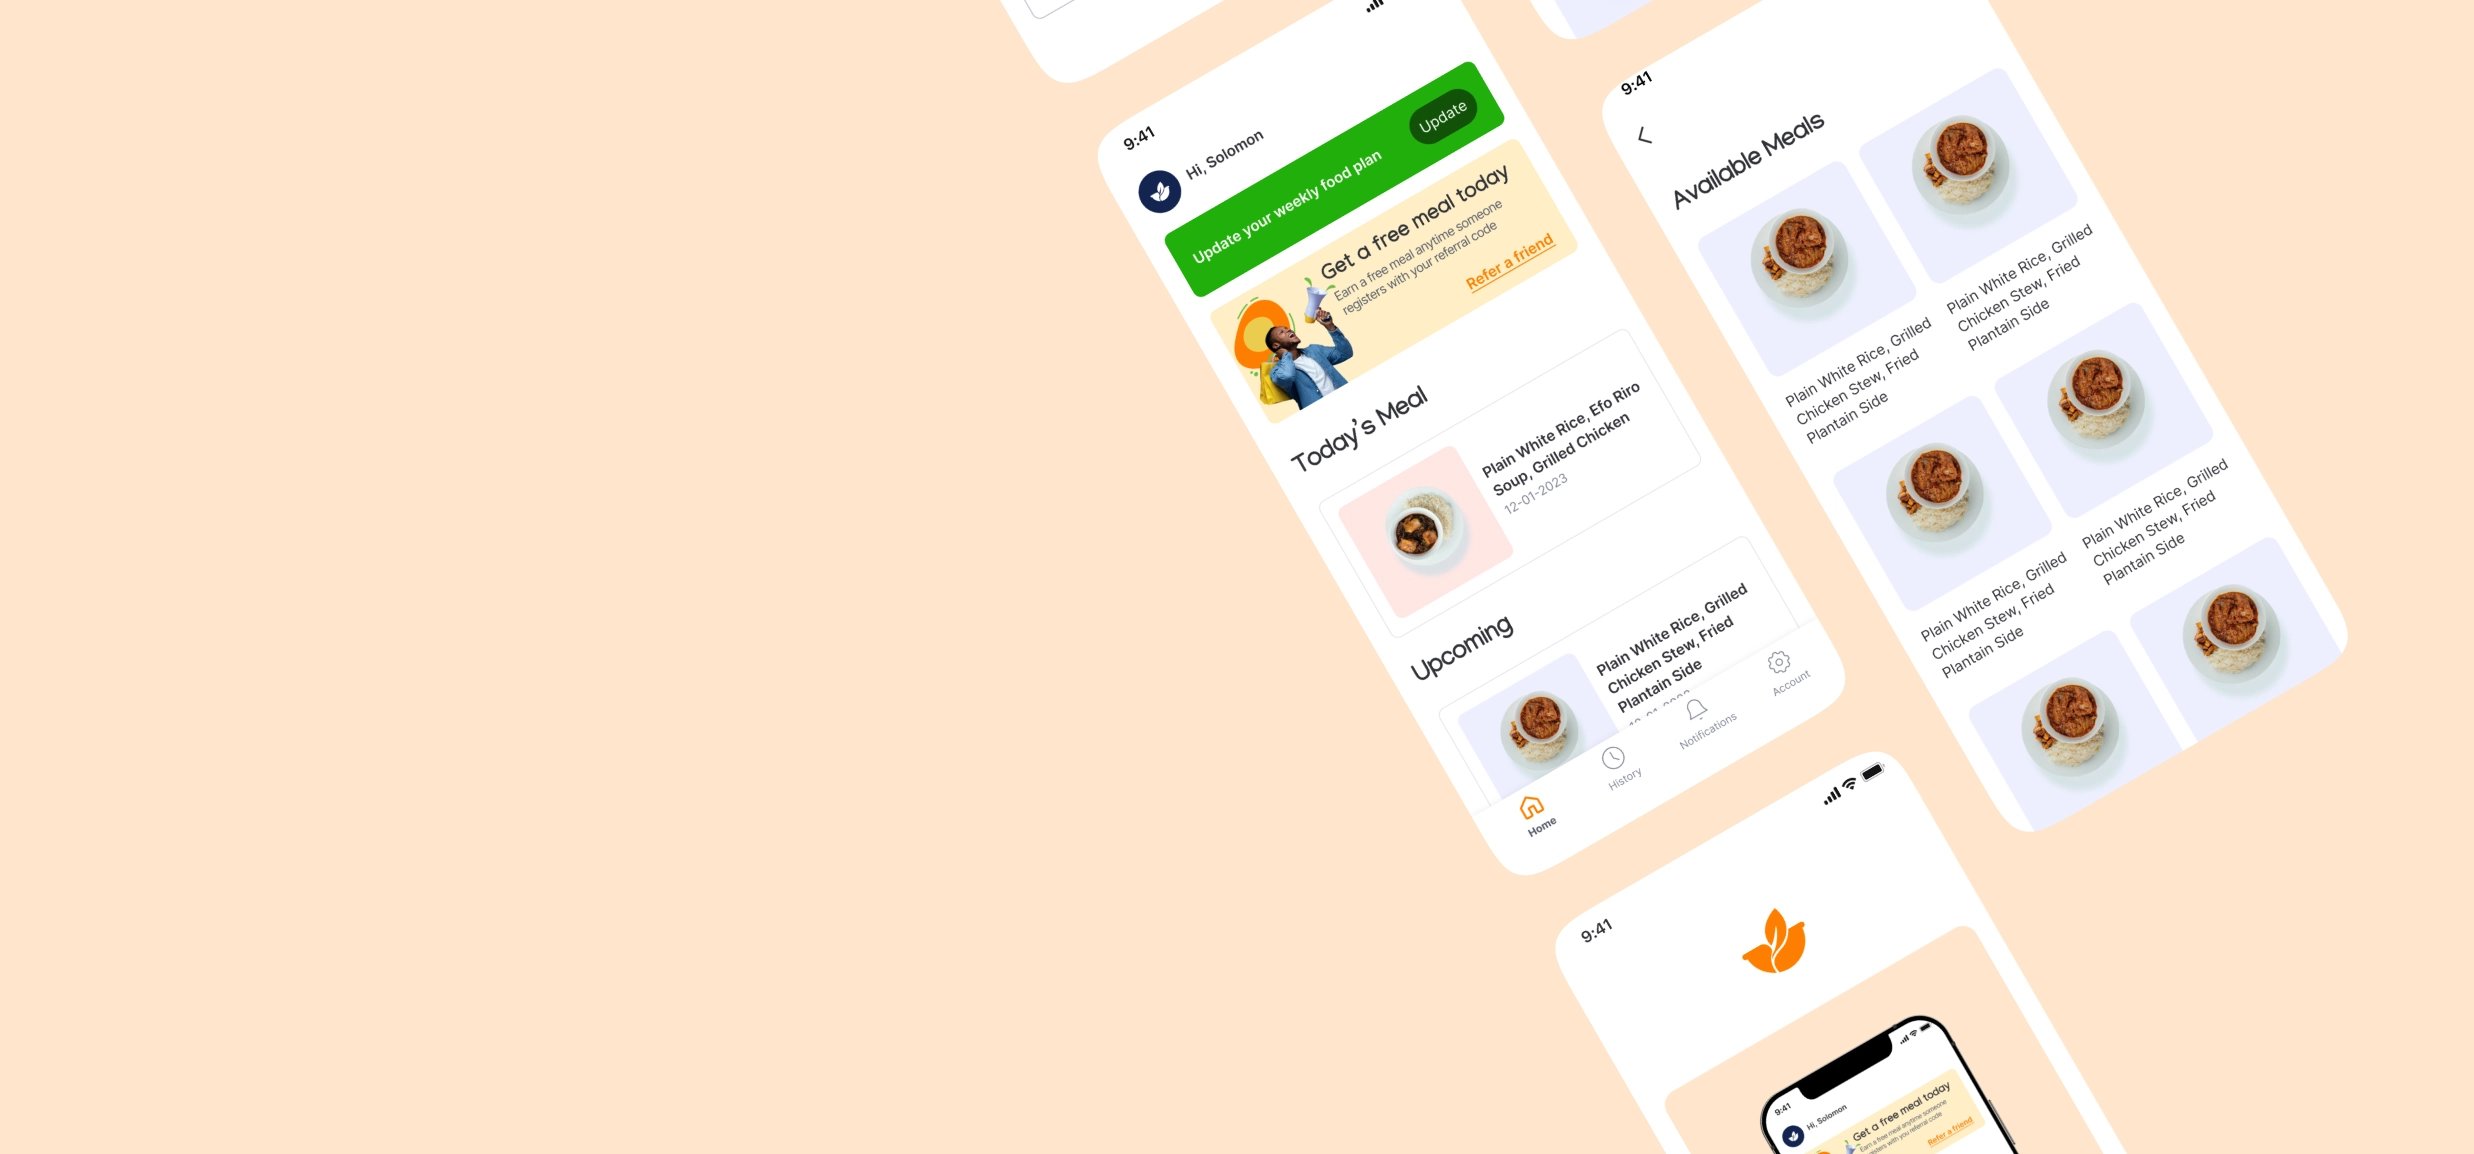 9:41
Hi, Solomon
Update your weekly food plan
Update
Get a free meal today
Earn a free meal anytime someone
registers with your referral code
Refer a friend
Today's Meal
Plain White Rice, Efo Riro
Soup, Grilled Chicken
12-01-2023
Upcoming
Plain White Rice, Grilled
Chicken Stew, Fried
Plantain Side
Home
History
Notifications
Account
9:41
Available Meals
Plain White Rice, Grilled
Chicken Stew, Fried
Plantain Side
Plain White Rice, Grilled
Chicken Stew, Fried
Plantain Side
Plain White Rice, Grilled
Chicken Stew, Fried
Plantain Side
Plain White Rice, Grilled
Chicken Stew, Fried
Plantain Side
9:41
9:41
Hi, Solomon
Get a free meal today
Earn a free meal anytime someone
with you referral code
Refer a friend